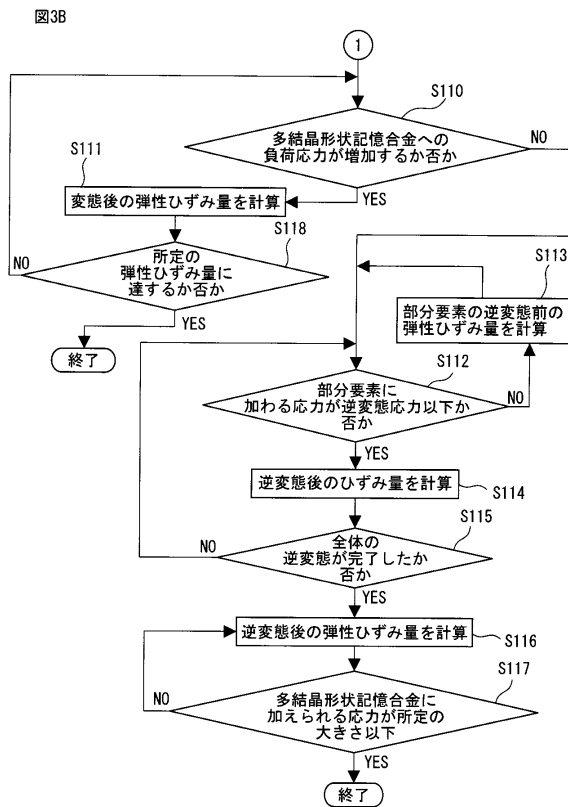 図3B
1
S110
多結晶形状記憶合金への
負荷応力が増加するか否か
NO
YES
S111
変態後の弾性ひずみ量を計算
S118
所定の
弾性ひずみ量に
達するか否か
NO
YES
終了
S113
部分要素の逆変態前の
弾性ひずみ量を計算
S112
部分要素に
加わる応力が逆変態応力以下か
否か
NO
YES
逆変態後のひずみ量を計算
S114
S115
全体の
逆変態が完了したか
否か
NO
YES
逆変態後の弾性ひずみ量を計算
S116
S117
多結晶形状記憶合金に
加えられる応力が所定の
大きさ以下
NO
YES
終了